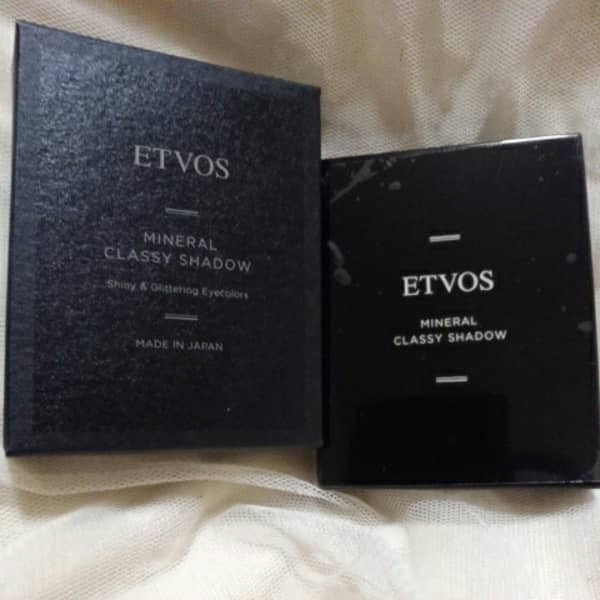 ETVOS
MINERAL
CLASSY SHADOW
Shiny & Glittering Eyecolors
MADE IN JAPAN
ETVOS
MINERAL
CLASSY SHADOW